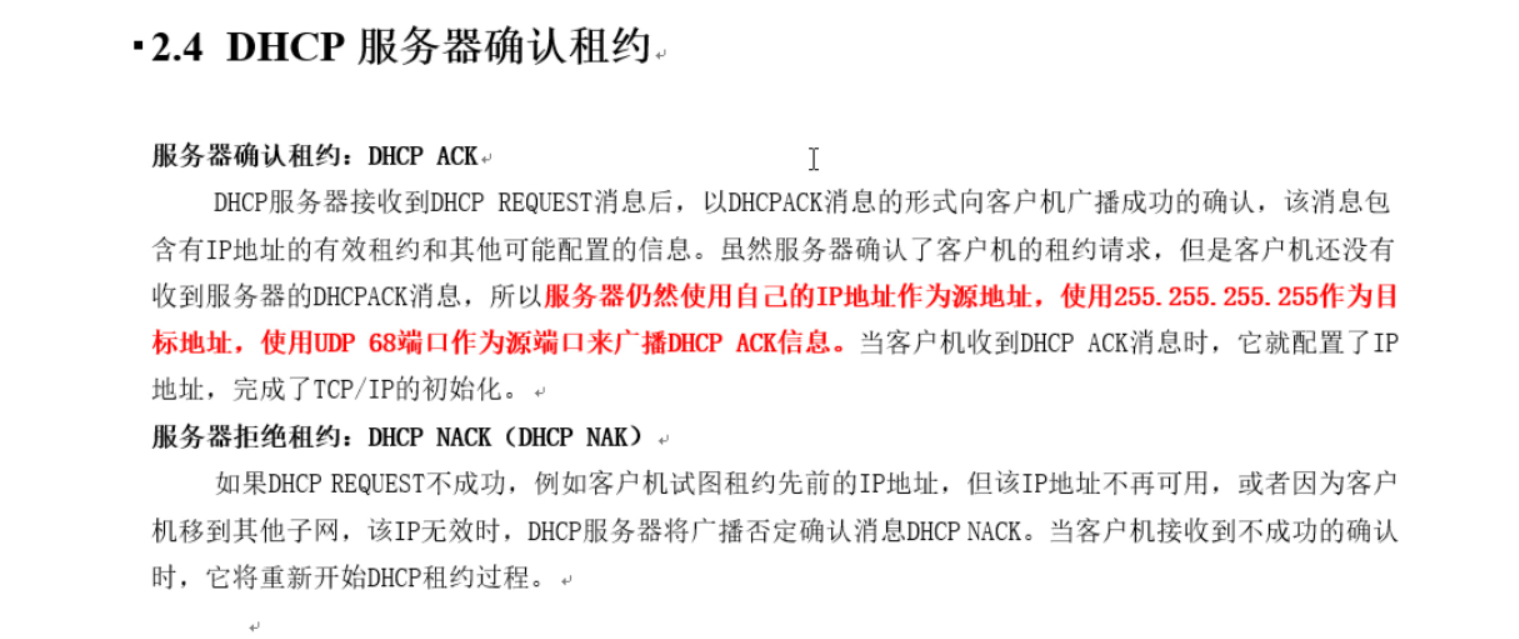 2.4 DHCP 服务器确认租约
服务器确认租约：DHCP ACK
DHCP服务器接收到DHCP REQUEST消息后，以DHCPACK消息的形式向客户机广播成功的确认，该消息包
含有IP地址的有效租约和其他可能配置的信息。虽然服务器确认了客户机的租约请求，但是客户机还没有
收到服务器的DHCPACK消息，所以服务器仍然使用自己的IP地址作为源地址，使用255.255.255.255作为目
标地址，使用UDP 68端口作为源端口来广播DHCP ACK信息。当客户机收到DHCP ACK消息时，它就配置了IP
地址，完成了TCP/IP的初始化。
服务器拒绝租约：DHCP NACK（DHCP NAK）
如果DHCP REQUEST不成功，例如客户机试图租约先前的IP地址，但该IP地址不再可用，或者因为客户
机移到其他子网，该IP无效时，DHCP服务器将广播否定确认消息DHCP NACK。当客户机接收到不成功的确认
时，它将重新开始DHCP租约过程。